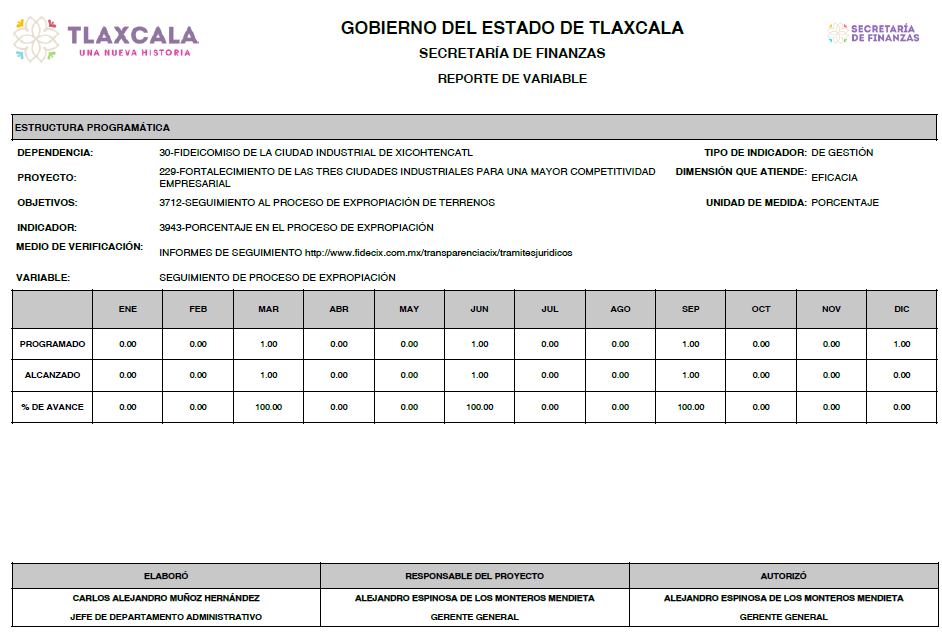 TLAXCALA
UNA NUEVA HISTORIA
GOBIERNO DEL ESTADO DE TLAXCALA
SECRETARÍA DE FINANZAS
REPORTE DE VARIABLE
SECRETARÍA
DE FINANZAS
ESTRUCTURA PROGRAMÁTICA
DEPENDENCIA: 30-FIDEICOMISO DE LA CIUDAD INDUSTRIAL DE XICOHTENCATL TIPO DE INDICADOR: DE GESTIÓN
PROYECTO: 229-FORTALECIMIENTO DE LAS TRES CIUDADES INDUSTRIALES PARA UNA MAYOR COMPETITIVIDAD
EMPRESARIAL
DIMENSIÓN QUE ATIENDE: EFICACIA
OBJETIVOS: 3712-SEGUIMIENTO AL PROCESO DE EXPROPIACIÓN DE TERRENOS UNIDAD DE MEDIDA: PORCENTAJE
INDICADOR: 3943-PORCENTAJE EN EL PROCESO DE EXPROPIACIÓN
MEDIO DE VERIFICACIÓN: INFORMES DE SEGUIMIENTO http://www.fidecix.com.mx/transparenciacix/tramitesjuridicos
VARIABLE: SEGUIMIENTO DE PROCESO DE EXPROPIACIÓN
ENE FEB MAR ABR MAY JUN JUL AGO SEP OCT NOV DIC
PROGRAMADO 0.00 0.00 1.00 0.00 0.00 1.00 0.00 0.00 1.00 0.00 0.00 1.00
ALCANZADO 0.00 0.00 1.00 0.00 0.00 1.00 0.00 0.00 1.00 0.00 0.00 0.00
% DE AVANCE 0.00 0.00 100.00 0.00 0.00 100.00 0.00 0.00 100.00 0.00 0.00 0.00
ELABORÓ RESPONSABLE DEL PROYECTO AUTORIZÓ
CARLOS ALEJANDRO MUÑOZ HERNÁNDEZ ALEJANDRO ESPINOSA DE LOS MONTEROS MENDIETA ALEJANDRO ESPINOSA DE LOS MONTEROS MENDIETA
JEFE DE DEPARTAMENTO ADMINISTRATIVO GERENTE GENERAL GERENTE GENERAL